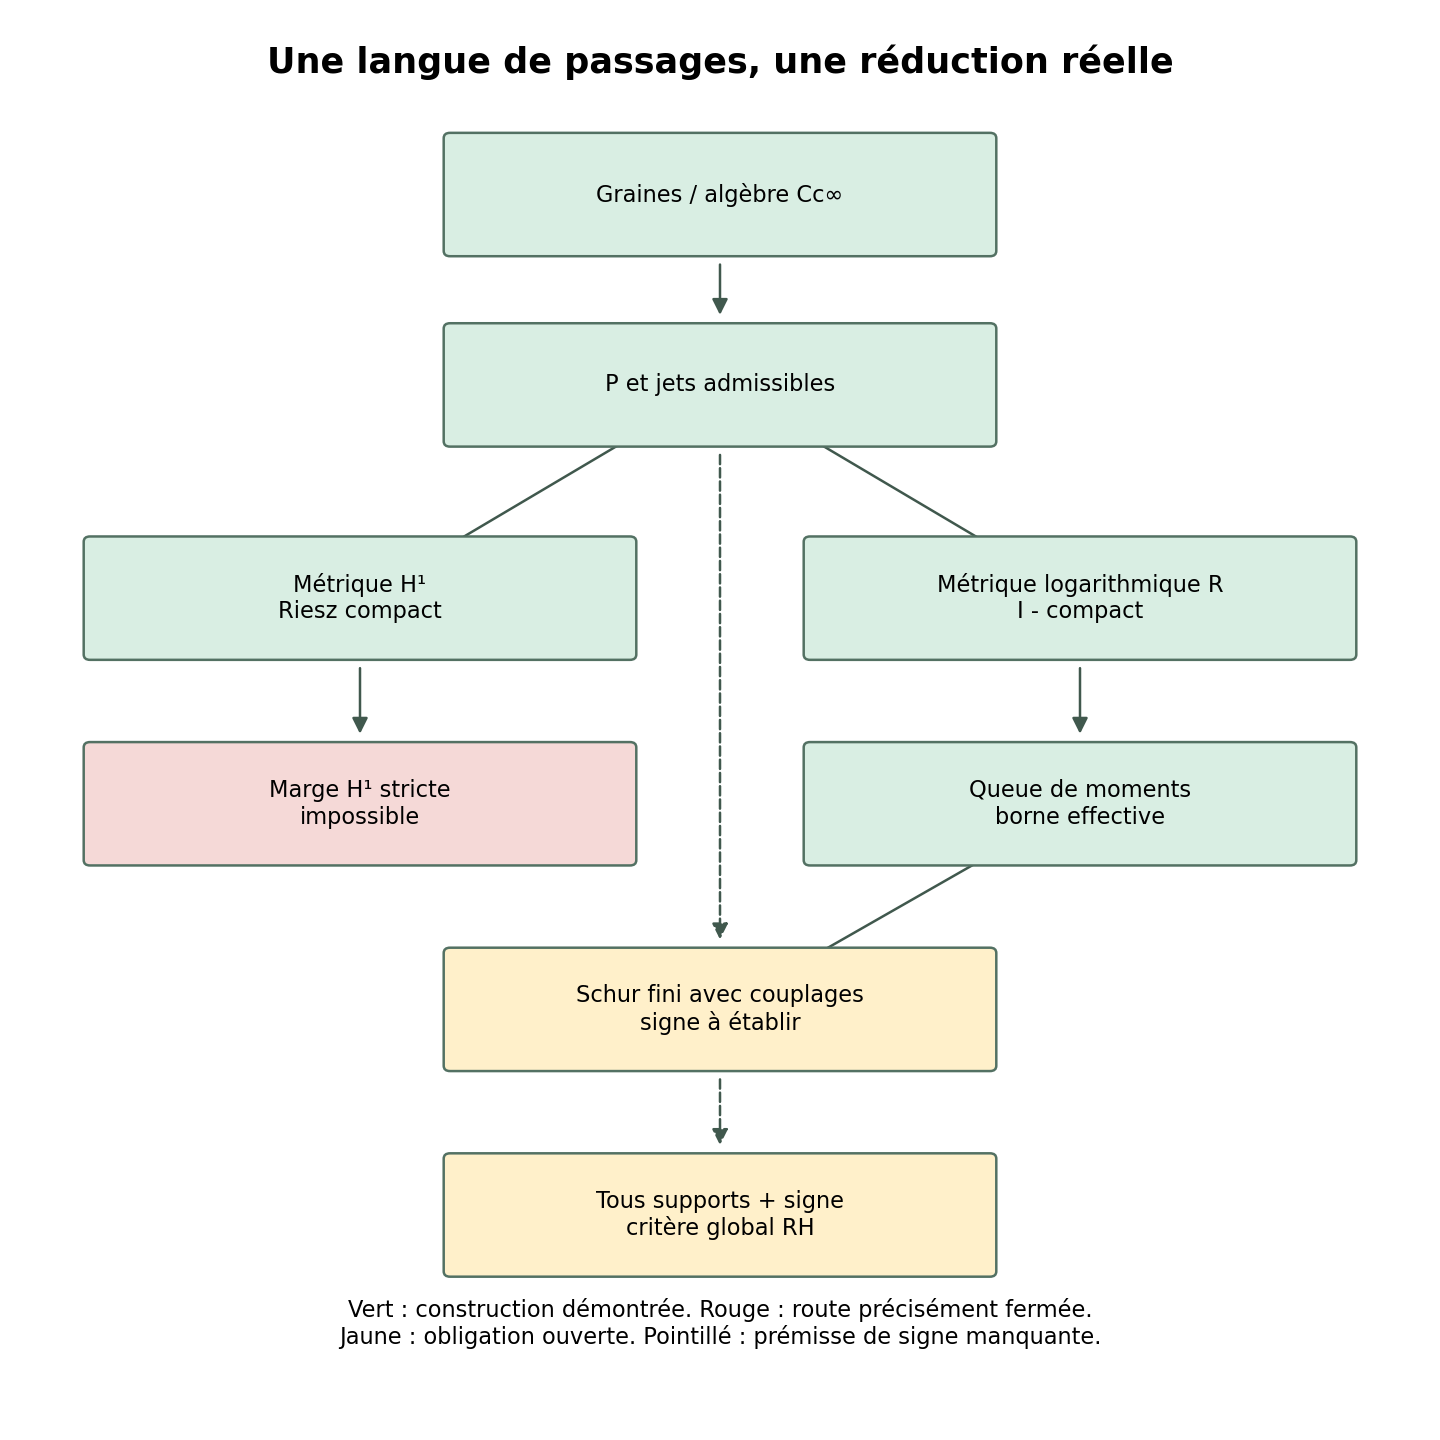 Une langue de passages, une réduction réelle
Graines / algèbre Cc∞
P et jets admissibles
Métrique H¹
Riesz compact
Métrique logarithmique R
I - compact
Marge H¹ stricte
impossible
Queue de moments
borne effective
Schur fini avec couplages
signe à établir
Tous supports + signe
critère global RH
Vert : construction démontrée. Rouge : route précisément fermée.
Jaune : obligation ouverte. Pointillé : prémisse de signe manquante.